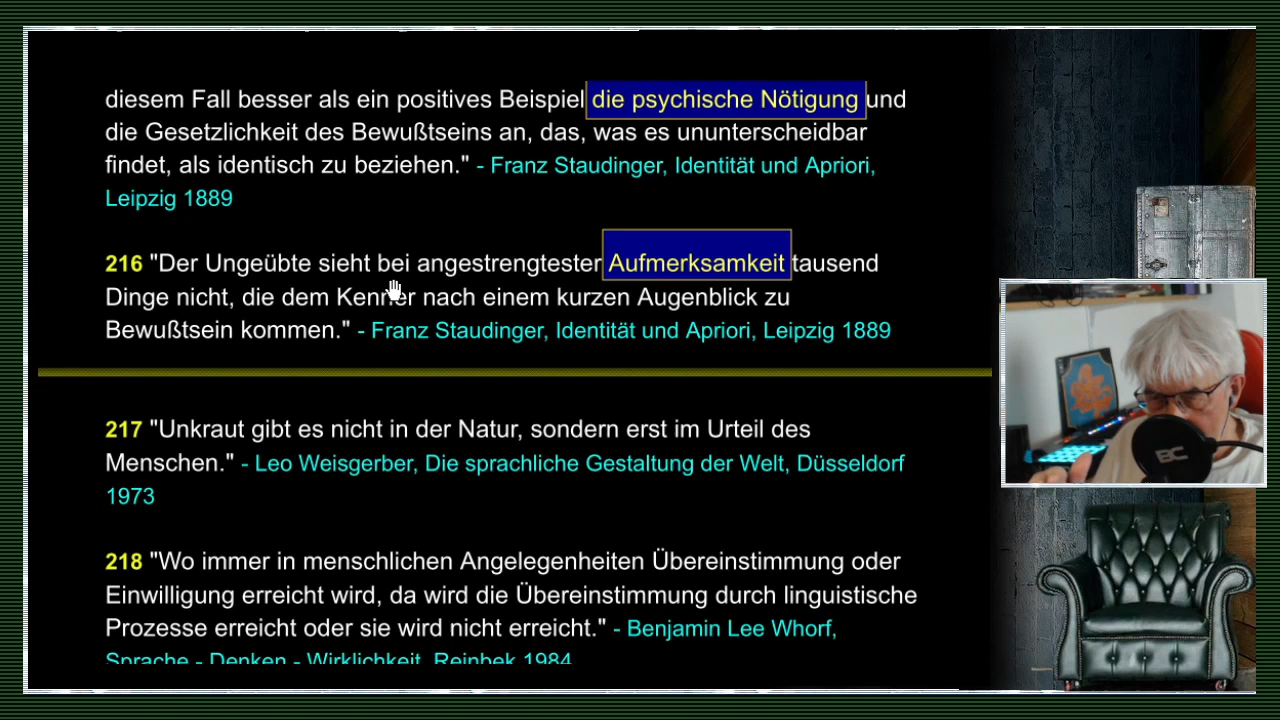 diesem Fall besser als ein positives Beispiel die psychische Nötigung und
die Gesetzlichkeit des Bewußtseins an, das, was es ununterscheidbar
findet, als identisch zu beziehen." - Franz Staudinger, Identität und Apriori,
Leipzig 1889
216 "Der Ungeübte sieht bei angestrengtester Aufmerksamkeit tausend
Dinge nicht, die dem Kenner nach einem kurzen Augenblick zu
Bewußtsein kommen." - Franz Staudinger, Identität und Apriori, Leipzig 1889
217 "Unkraut gibt es nicht in der Natur, sondern erst im Urteil des
Menschen." - Leo Weisgerber, Die sprachliche Gestaltung der Welt, Düsseldorf
1973
218 "Wo immer in menschlichen Angelegenheiten Übereinstimmung oder
Einwilligung erreicht wird, da wird die Übereinstimmung durch linguistische
Prozesse erreicht oder sie wird nicht erreicht." - Benjamin Lee Whorf,
Sprache - Denken - Wirklichkeit, Reinbek 1984